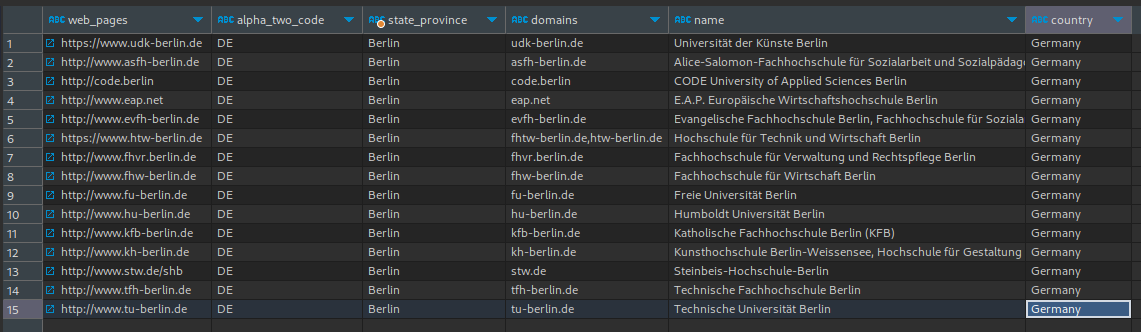 ABC web_pages ABC alpha_two_code ABC state_province ABC domains ABC name ABC country
1 https://www.udk-berlin.de DE Berlin udk-berlin.de Universität der Künste Berlin Germany
2 http://www.asfh-berlin.de DE Berlin asfh-berlin.de Alice-Salomon-Fachhochschule für Sozialarbeit und Sozialpädag Germany
3 http://code.berlin DE Berlin code.berlin CODE University of Applied Sciences Berlin Germany
4 http://www.eap.net DE Berlin eap.net E.A.P. Europäische Wirtschaftshochschule Berlin Germany
5 http://www.evfh-berlin.de DE Berlin evfh-berlin.de Evangelische Fachhochschule Berlin, Fachhochschule für Soziala Germany
6 https://www.htw-berlin.de DE Berlin fhtw-berlin.de,htw-berlin.de Hochschule für Technik und Wirtschaft Berlin Germany
7 http://www.fhvr.berlin.de DE Berlin fhvr.berlin.de Fachhochschule für Verwaltung und Rechtspflege Berlin Germany
8 http://www.fhw-berlin.de DE Berlin fhw-berlin.de Fachhochschule für Wirtschaft Berlin Germany
9 http://www.fu-berlin.de DE Berlin fu-berlin.de Freie Universität Berlin Germany
10 http://www.hu-berlin.de DE Berlin hu-berlin.de Humboldt Universität Berlin Germany
11 http://www.kfb-berlin.de DE Berlin kfb-berlin.de Katholische Fachhochschule Berlin (KFB) Germany
12 http://www.kh-berlin.de DE Berlin kh-berlin.de Kunsthochschule Berlin-Weissensee, Hochschule für Gestaltung Germany
13 http://www.stw.de/shb DE Berlin stw.de Steinbeis-Hochschule-Berlin Germany
14 http://www.tfh-berlin.de DE Berlin tfh-berlin.de Technische Fachhochschule Berlin Germany
15 http://www.tu-berlin.de DE Berlin tu-berlin.de Technische Universität Berlin Germany